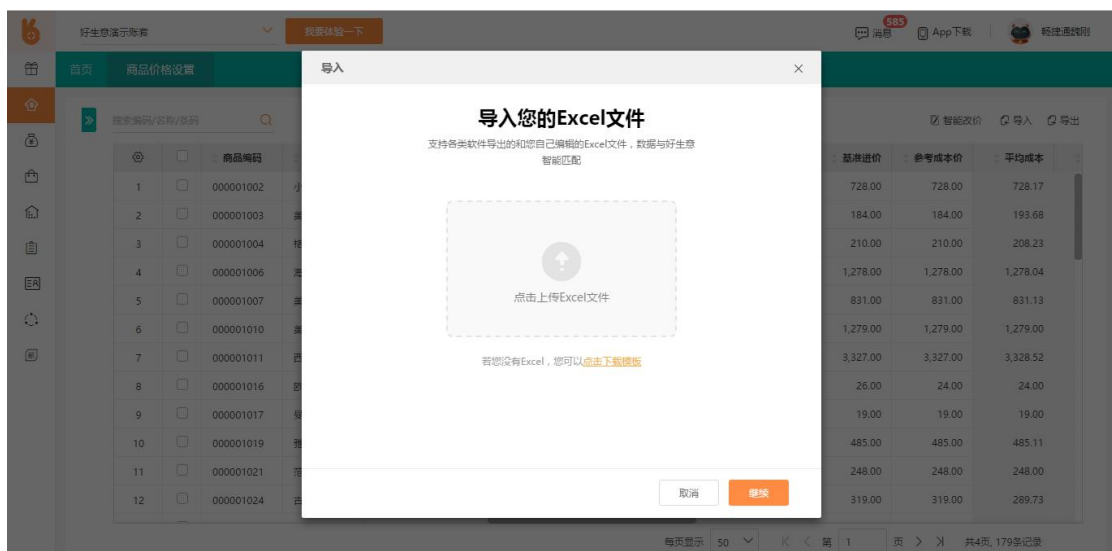 好生意演示账套
我要体验一下
585
消息
App下载
畅捷通魏刚
首页
商品价格设置
导入
搜索编码/名称/条码
智能改价
导入
导出
导入您的Excel文件
支持各类软件导出的和您自己编辑的Excel文件，数据与好生意
智能匹配
商品编码 基准进价 参考成本价 平均成本
1 000001002 小 728.00 728.00 728.17
2 000001003 美 184.00 184.00 193.68
3 000001004 210.00 210.00 208.23
4 000001006 海 1,278.00 1,278.00 1,278.04
5 000001007 美 831.00 831.00 831.13
6 000001010 美 1,279.00 1,279.00 1,279.00
7 000001011 西 3,327.00 3,327.00 3,328.52
8 000001016 欧 26.00 24.00 24.00
9 000001017 19.00 19.00 19.00
10 000001019 485.00 485.00 485.11
11 000001021 范 248.00 248.00 248.00
12 000001024 古 319.00 319.00 289.73
点击上传Excel文件
若您没有Excel，您可以点击下载模板
取消
继续
每页显示 50 第 1 页 共4页, 179条记录